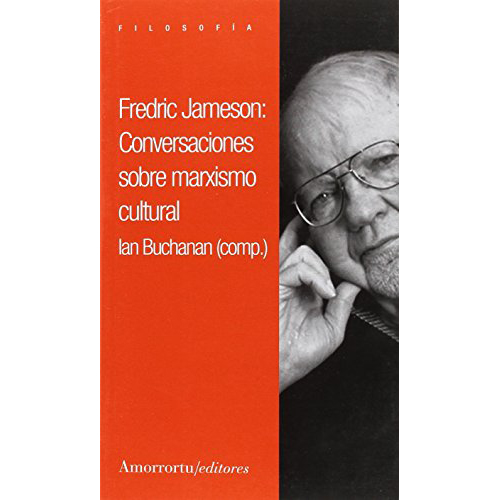 FILOSOFÍA
Fredric Jameson:
Conversaciones
sobre marxismo
cultural
Ian Buchanan (comp.)
Amorrortu/editores